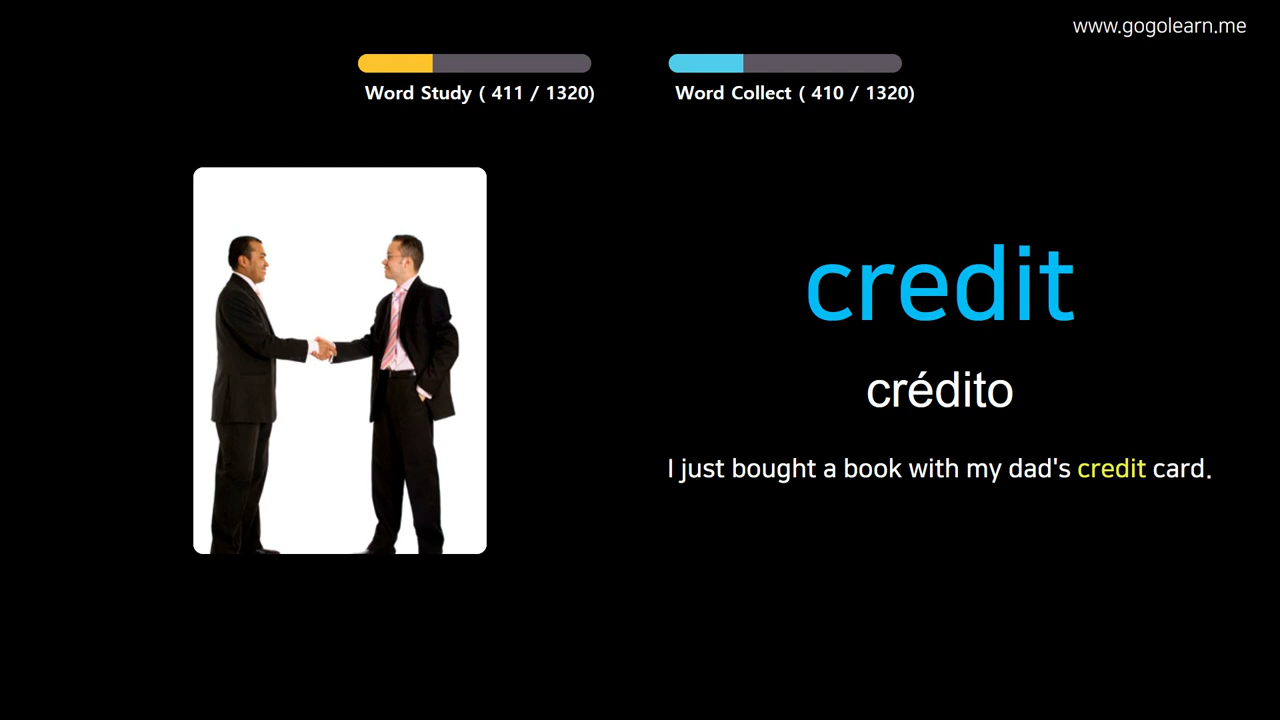 www.gogolearn.me
Word Study ( 411 / 1320)
Word Collect ( 410 / 1320)
credit
crédito
I just bought a book with my dad's credit card.